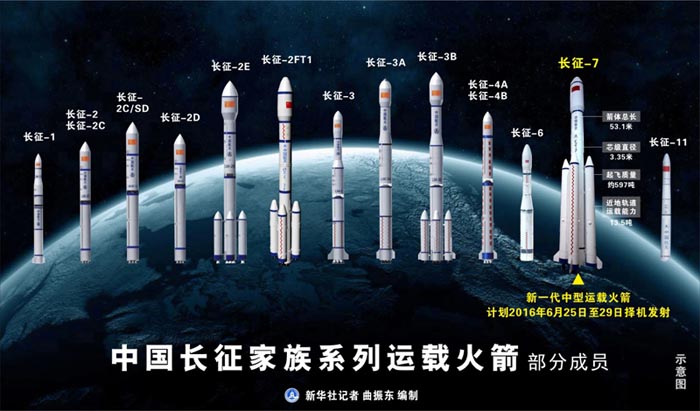 长征-1
长征-2
长征-2C
长征-
2C/SD
长征-2D
长征-2E
长征-2FT1
长征-3
长征-3A
长征-3B
长征-4A
长征-4B
长征-6
长征-7
箭体总长
53.1米
芯级直径
3.35米
起飞质量
约597吨
近地轨道
运载能力
13.5吨
长征-11
新一代中型运载火箭
计划2016年6月25日至29日择机发射
中国长征家族系列运载火箭 部分成员
新华社记者 曲振东 编制
示意图